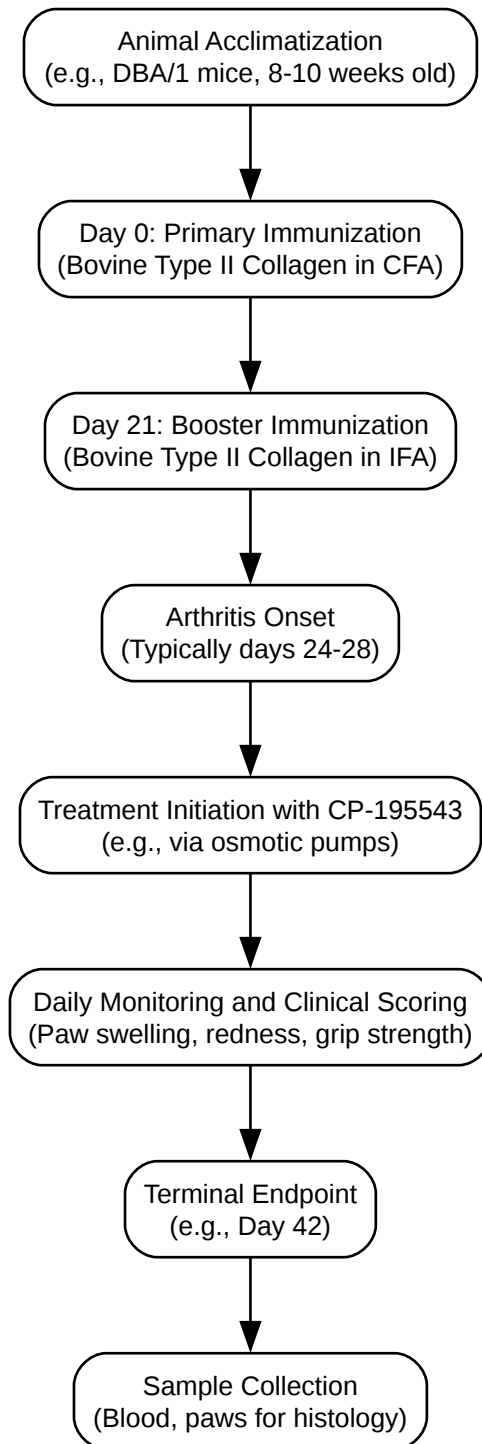 Animal Acclimatization
(e.g., DBA/1 mice, 8-10 weeks old)
Day 0: Primary Immunization
(Bovine Type II Collagen in CFA)
Day 21: Booster Immunization
(Bovine Type II Collagen in IFA)
Arthritis Onset
(Typically days 24-28)
Treatment Initiation with CP-195543
(e.g., via osmotic pumps)
Daily Monitoring and Clinical Scoring
(Paw swelling, redness, grip strength)
Terminal Endpoint
(e.g., Day 42)
Sample Collection
(Blood, paws for histology)